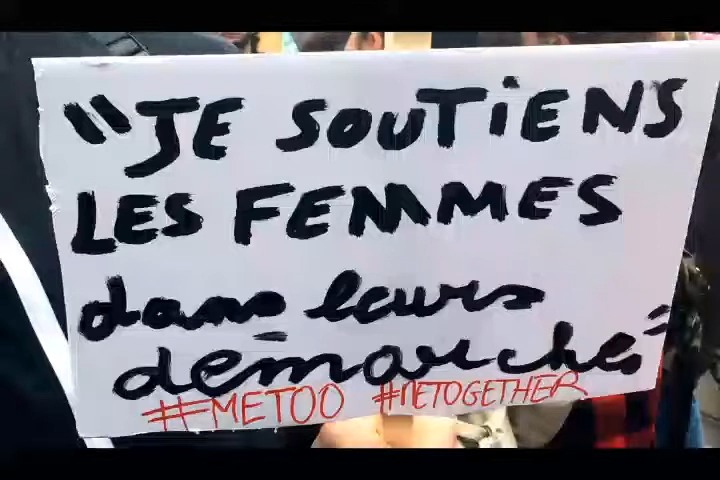 "JE SOUTIENS
LES FEMMES
dans leurs
démarches"
#METOO #METOGETHER